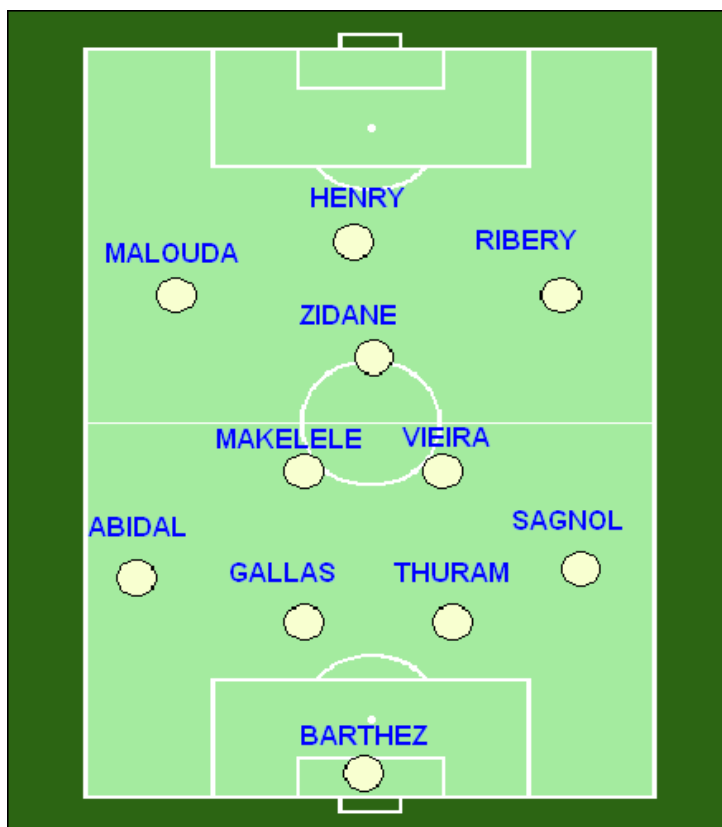 HENRY
MALOUDA
RIBERY
ZIDANE
MAKELELE
VIEIRA
ABIDAL
SAGNOL
GALLAS
THURAM
BARTHEZ